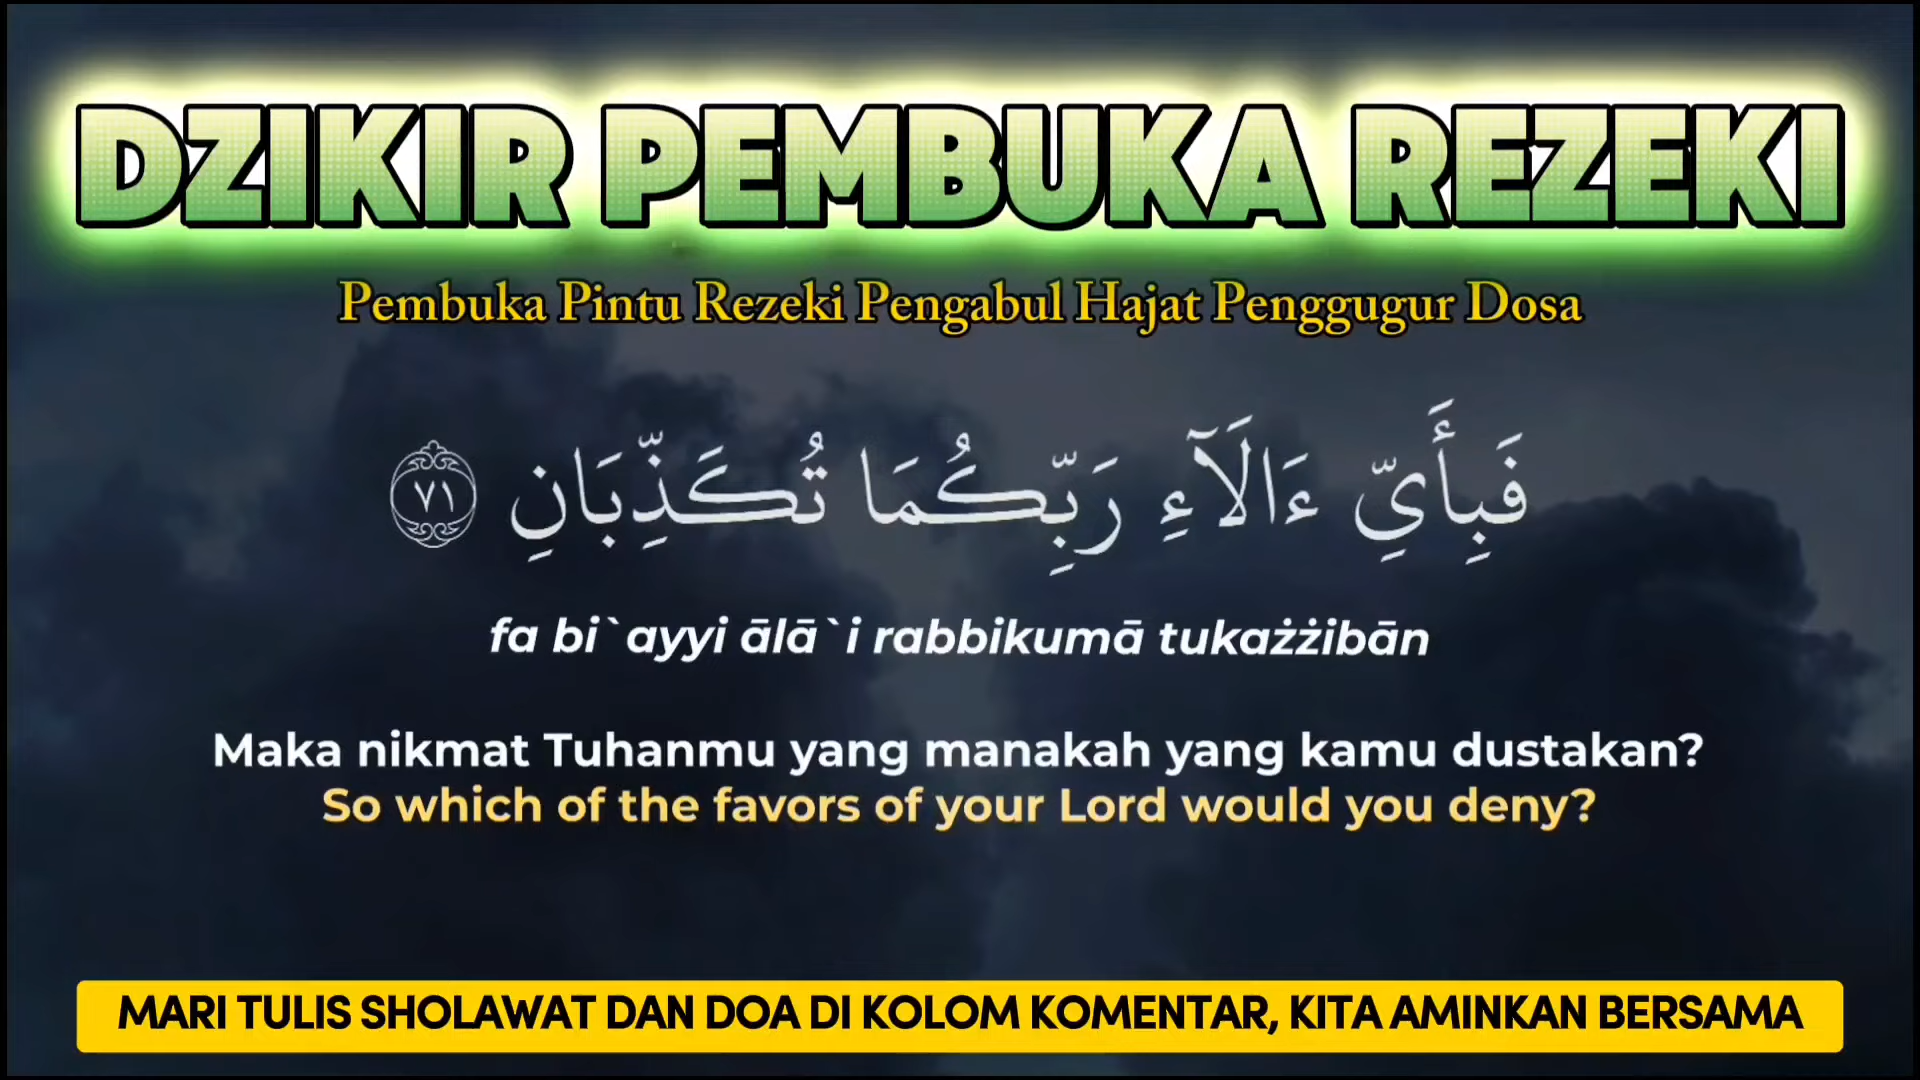 DZIKIR PEMBUKA REZEKI
Pembuka Pintu Rezeki Pengabul Hajat Penggugur Dosa
فَبِأَيِّ ءَالَآءِ رَبِّكُمَا تُكَذِّبَانِ ٧١
fa bi`ayyi ālā`i rabbikumā tukażżibān
Maka nikmat Tuhanmu yang manakah yang kamu dustakan?
So which of the favors of your Lord would you deny?
MARI TULIS SHOLAWAT DAN DOA DI KOLOM KOMENTAR, KITA AMINKAN BERSAMA